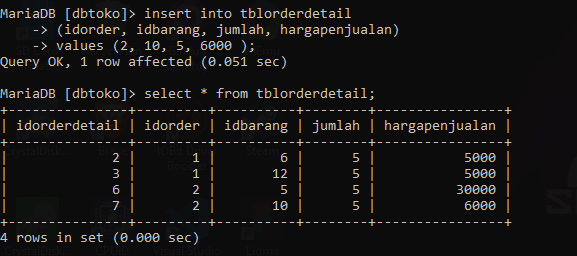 MariaDB [dbtoko]> insert into tblorderdetail
    -> (idorder, idbarang, jumlah, hargapenjualan)
    -> values (2, 10, 5, 6000 );
Query OK, 1 row affected (0.051 sec)

MariaDB [dbtoko]> select * from tblorderdetail;
+---------------+---------+----------+--------+----------------+
| idorderdetail | idorder | idbarang | jumlah | hargapenjualan |
+---------------+---------+----------+--------+----------------+
|             2 |       1 |        6 |      5 |           5000 |
|             3 |       1 |       12 |      5 |           5000 |
|             6 |       2 |        5 |      5 |          30000 |
|             7 |       2 |       10 |      5 |           6000 |
+---------------+---------+----------+--------+----------------+
4 rows in set (0.000 sec)